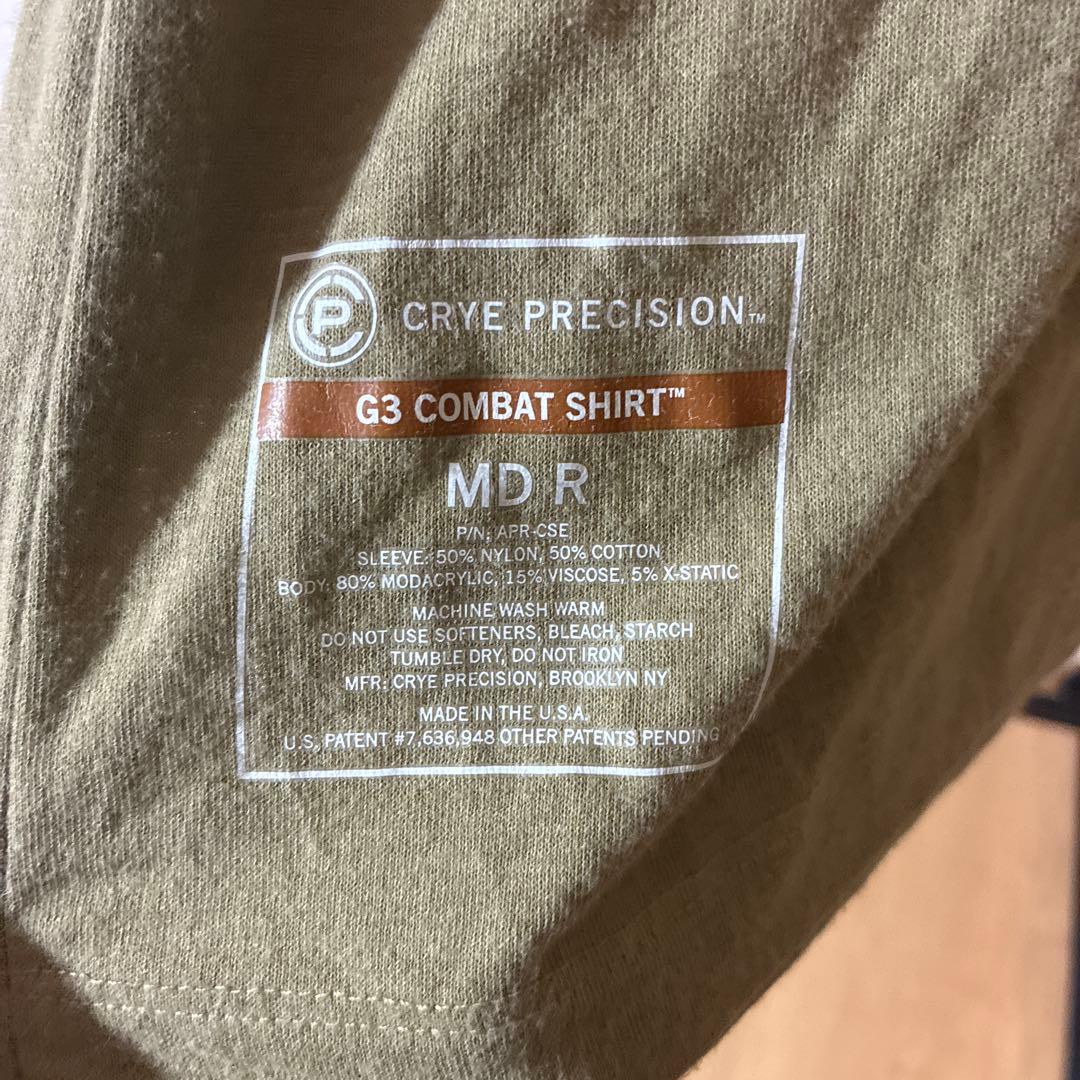 CP CRYE PRECISION™
G3 COMBAT SHIRT™
MD R
P/N: APR-CSE
SLEEVE: 50% NYLON, 50% COTTON
BODY: 80% MODACRYLIC, 15% VISCOSE, 5% X-STATIC
MACHINE WASH WARM
DO NOT USE SOFTENERS, BLEACH, STARCH
TUMBLE DRY, DO NOT IRON
MFR: CRYE PRECISION, BROOKLYN NY
MADE IN THE U.S.A.
U.S. PATENT #7,636,948 OTHER PATENTS PENDING